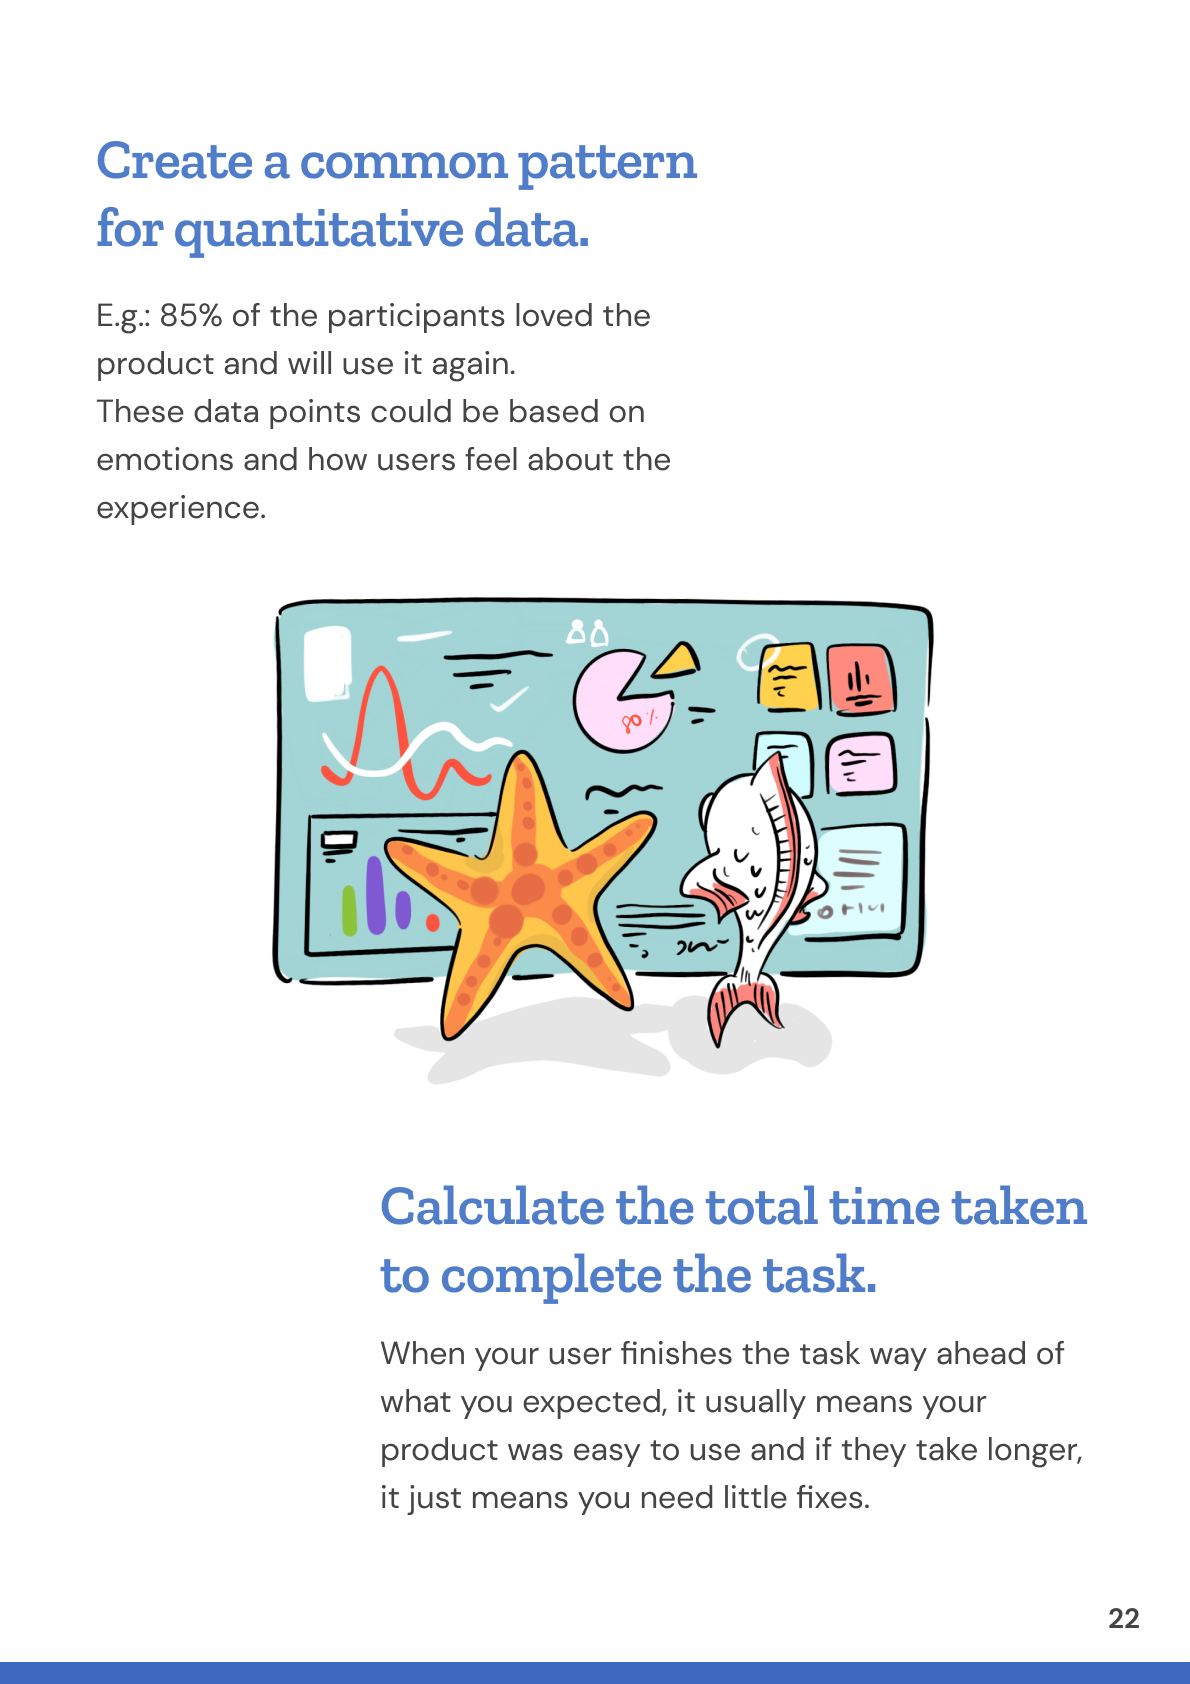 Create a common pattern
for quantitative data.
E.g.: 85% of the participants loved the
product and will use it again.
These data points could be based on
emotions and how users feel about the
experience.
80%
Calculate the total time taken
to complete the task.
When your user finishes the task way ahead of
what you expected, it usually means your
product was easy to use and if they take longer,
it just means you need little fixes.
22